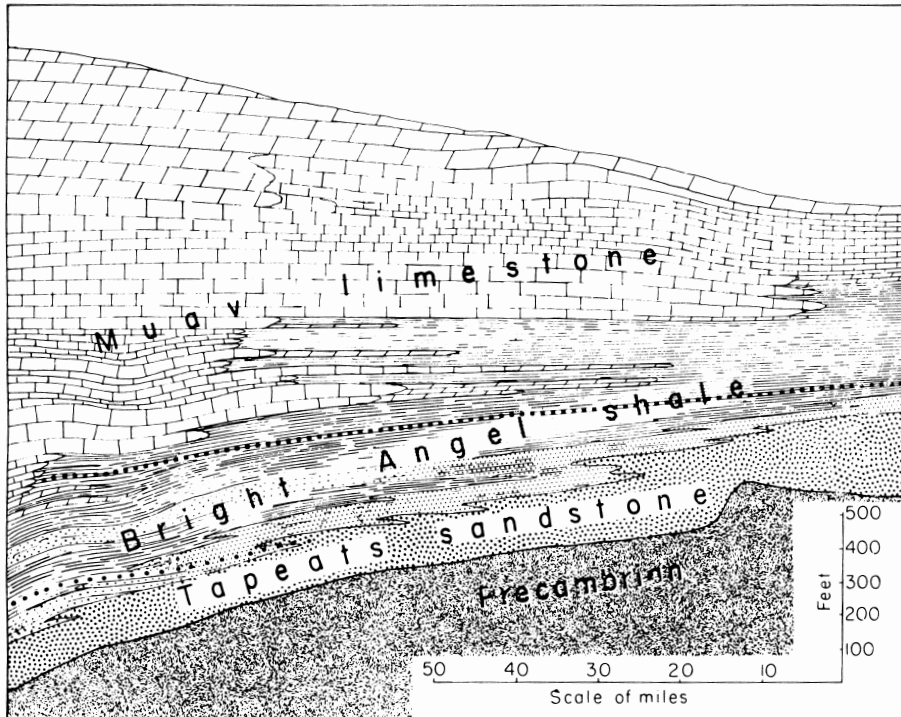 Muav limestone
Bright Angel shale
Tapeats sandstone
Precambrian
500
400
300
200
100
Feet
50 40 30 20 10
Scale of miles